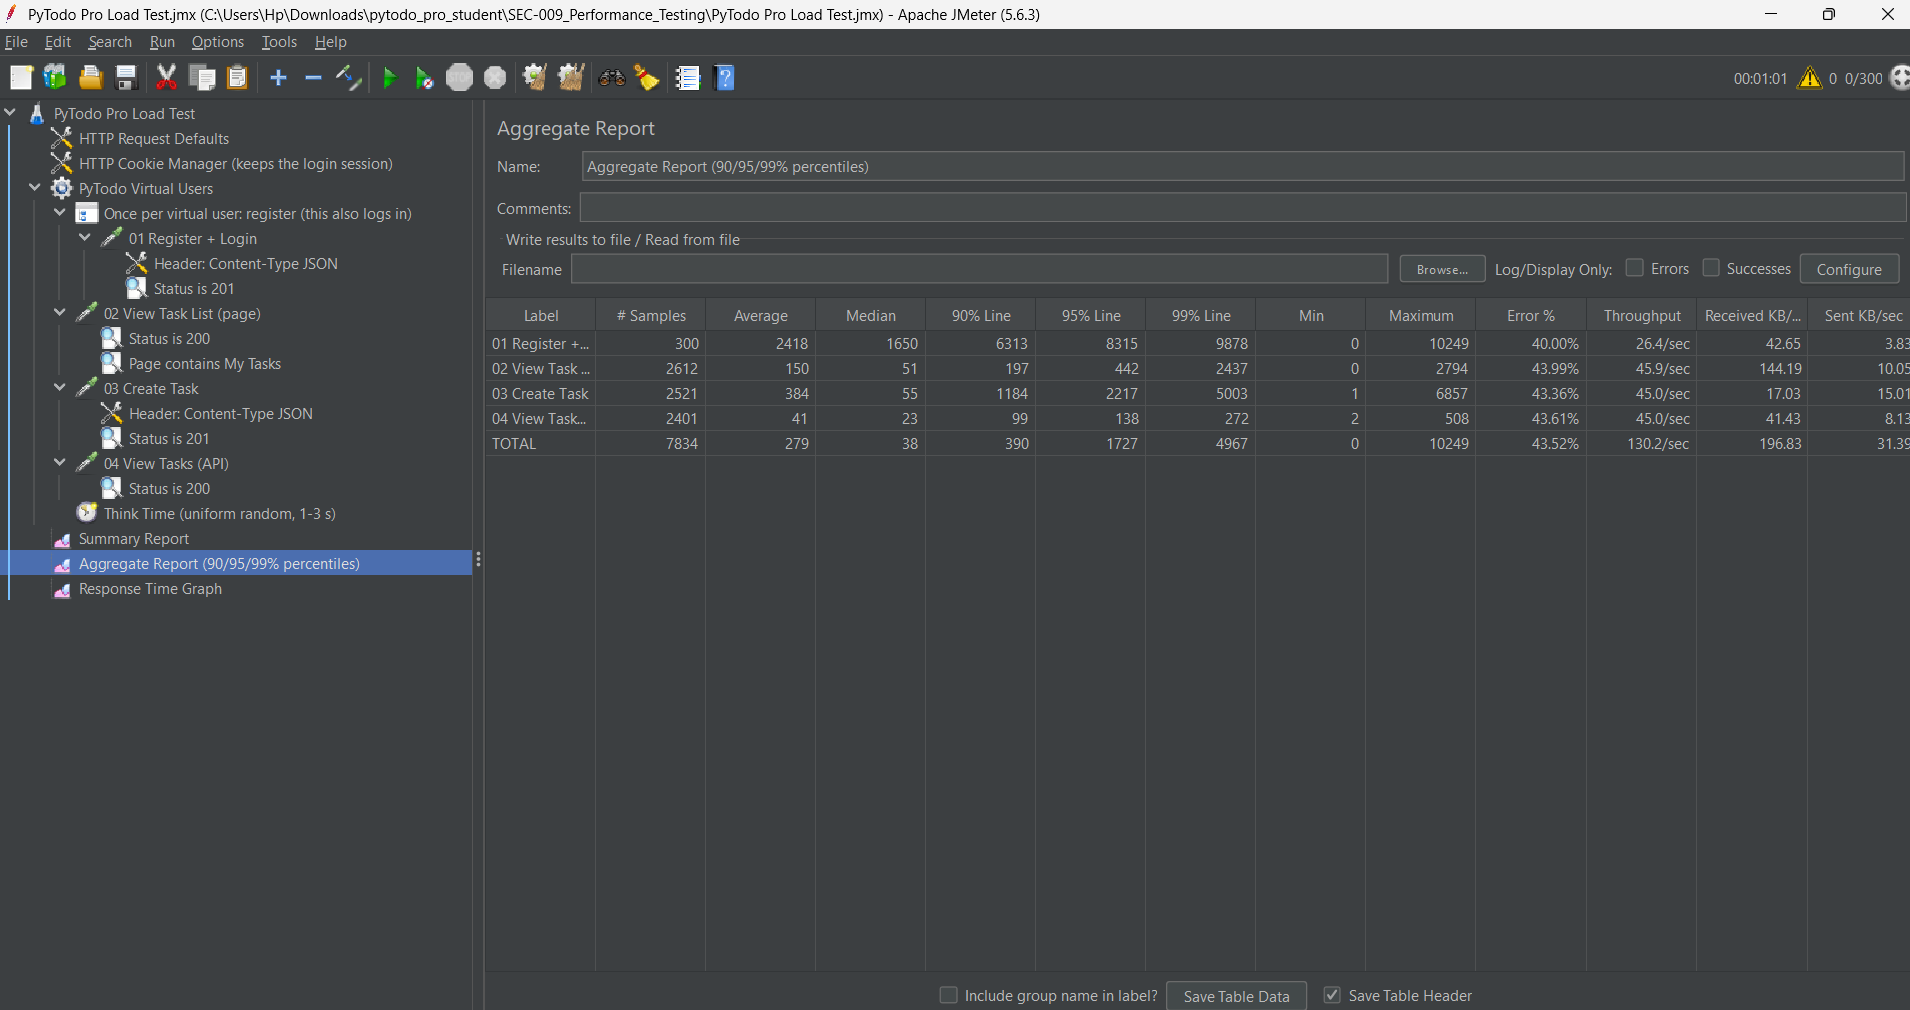 PyTodo Pro Load Test.jmx (C:\Users\Hp\Downloads\pytodo_pro_student\SEC-009_Performance_Testing\PyTodo Pro Load Test.jmx) - Apache JMeter (5.6.3)
File Edit Search Run Options Tools Help
STOP
00:01:01 0 0/300
PyTodo Pro Load Test
HTTP Request Defaults
HTTP Cookie Manager (keeps the login session)
PyTodo Virtual Users
Once per virtual user: register (this also logs in)
01 Register + Login
Header: Content-Type JSON
Status is 201
02 View Task List (page)
Status is 200
Page contains My Tasks
03 Create Task
Header: Content-Type JSON
Status is 201
04 View Tasks (API)
Status is 200
Think Time (uniform random, 1-3 s)
Summary Report
Aggregate Report (90/95/99% percentiles)
Response Time Graph
Aggregate Report
Name: Aggregate Report (90/95/99% percentiles)
Comments:
Write results to file / Read from file
Filename Browse... Log/Display Only: Errors Successes Configure
Label # Samples Average Median 90% Line 95% Line 99% Line Min Maximum Error % Throughput Received KB/... Sent KB/sec
01 Register +... 300 2418 1650 6313 8315 9878 0 10249 40.00% 26.4/sec 42.65 3.83
02 View Task ... 2612 150 51 197 442 2437 0 2794 43.99% 45.9/sec 144.19 10.05
03 Create Task 2521 384 55 1184 2217 5003 1 6857 43.36% 45.0/sec 17.03 15.01
04 View Task... 2401 41 23 99 138 272 2 508 43.61% 45.0/sec 41.43 8.13
TOTAL 7834 279 38 390 1727 4967 0 10249 43.52% 130.2/sec 196.83 31.39
Include group name in label? Save Table Data Save Table Header